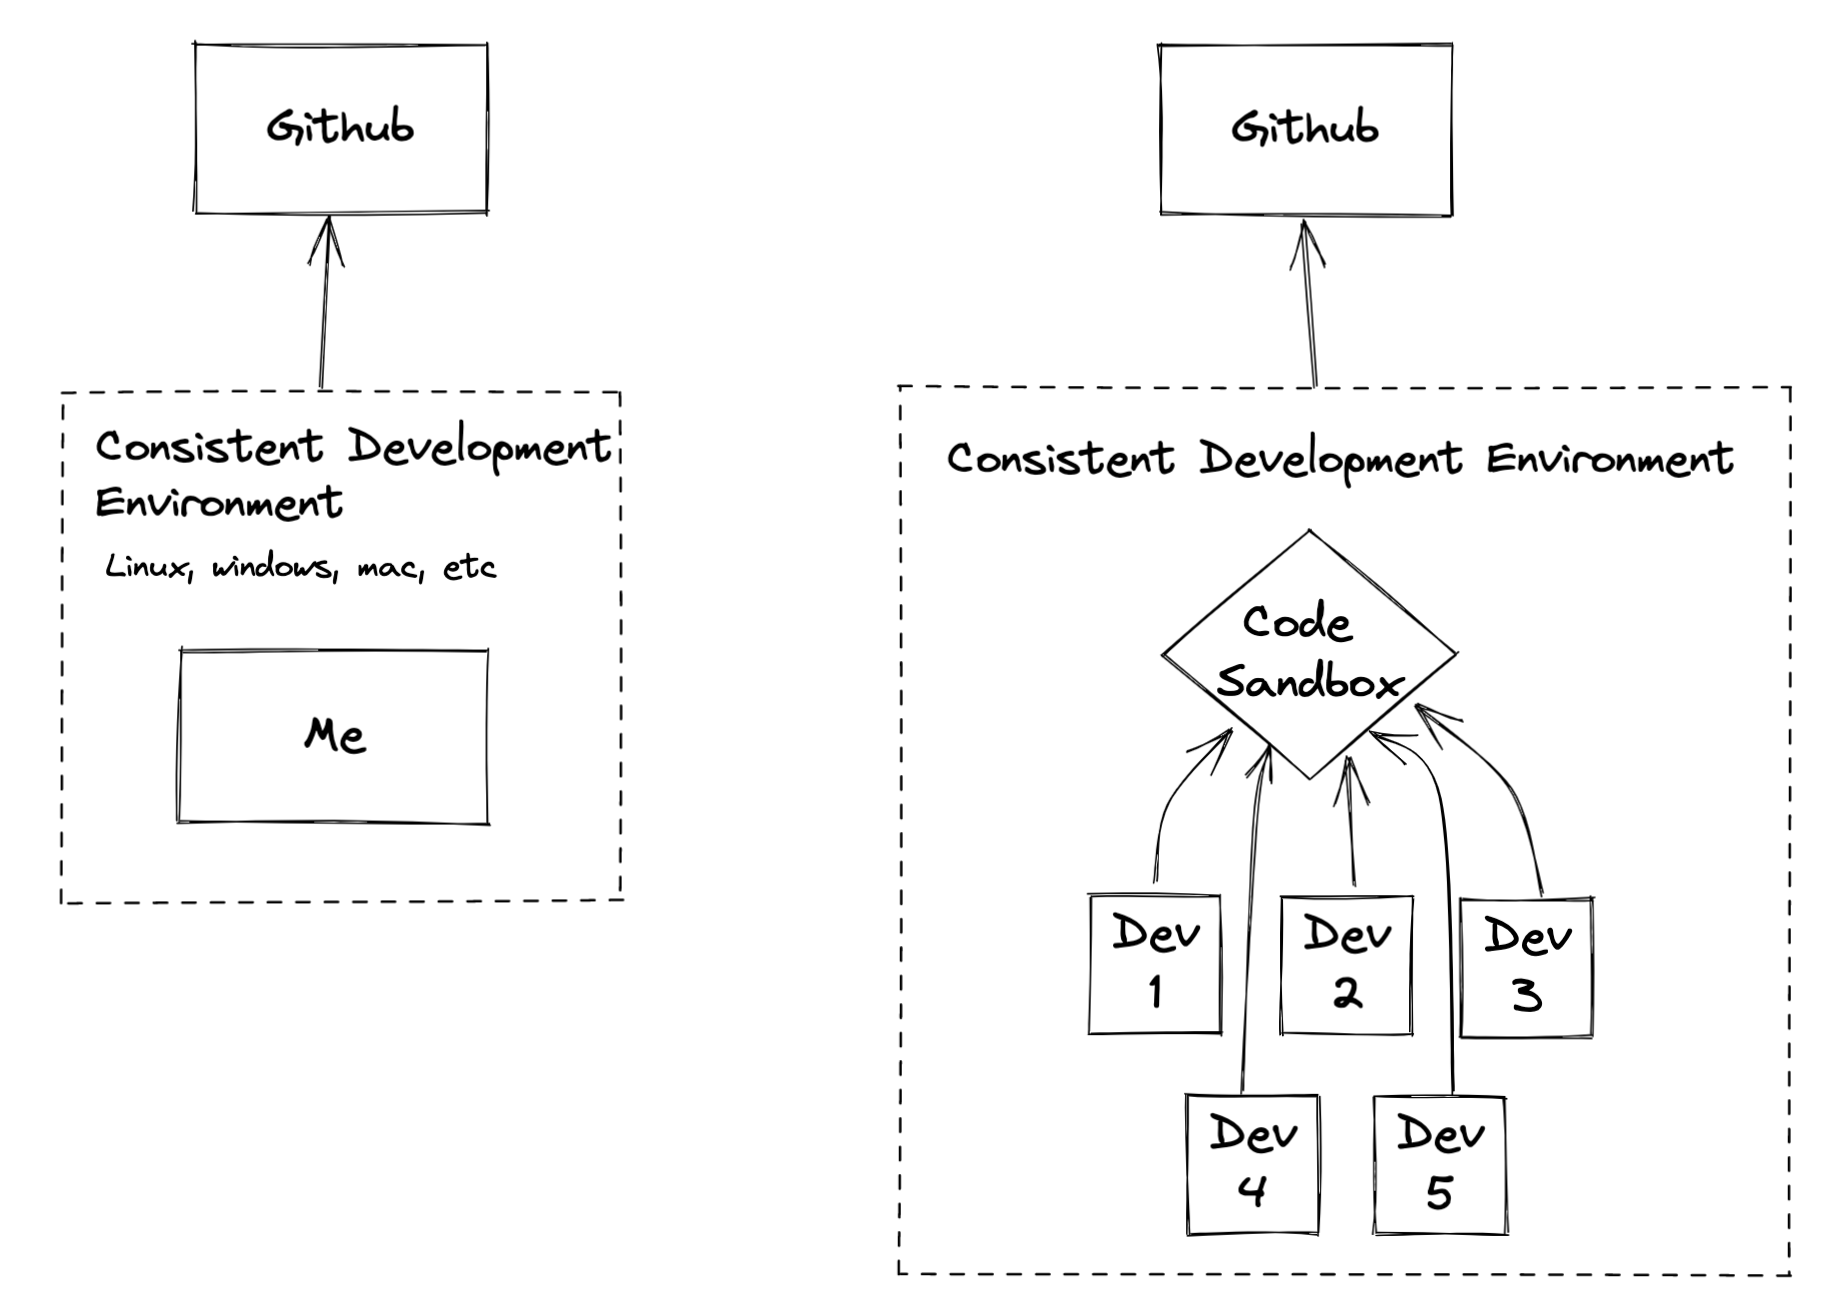 Github
Consistent Development
Environment
Linux, windows, mac, etc
Me
Github
Consistent Development Environment
Code
Sandbox
Dev
1
Dev
2
Dev
3
Dev
4
Dev
5